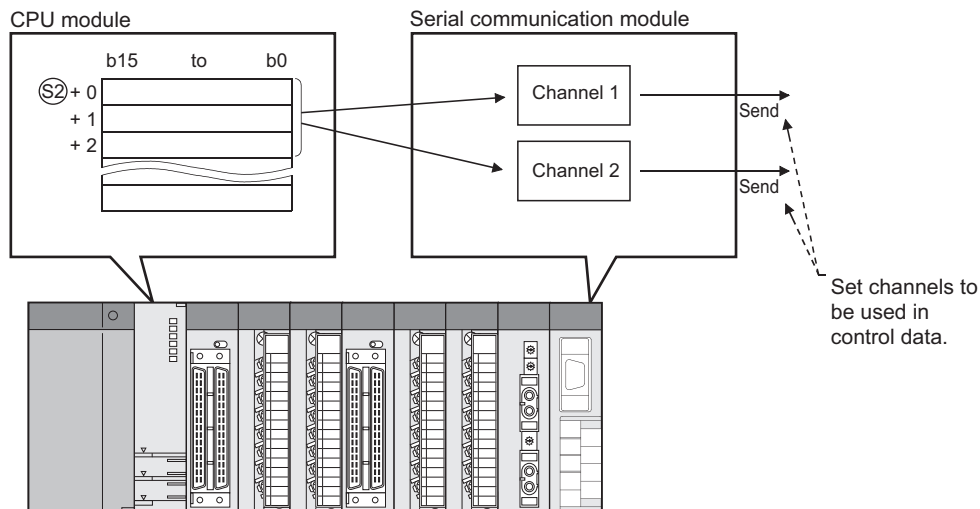 CPU module
Serial communication module
b15 to b0
S2 + 0
+ 1
+ 2
Channel 1
Send
Channel 2
Send
Set channels to
be used in
control data.